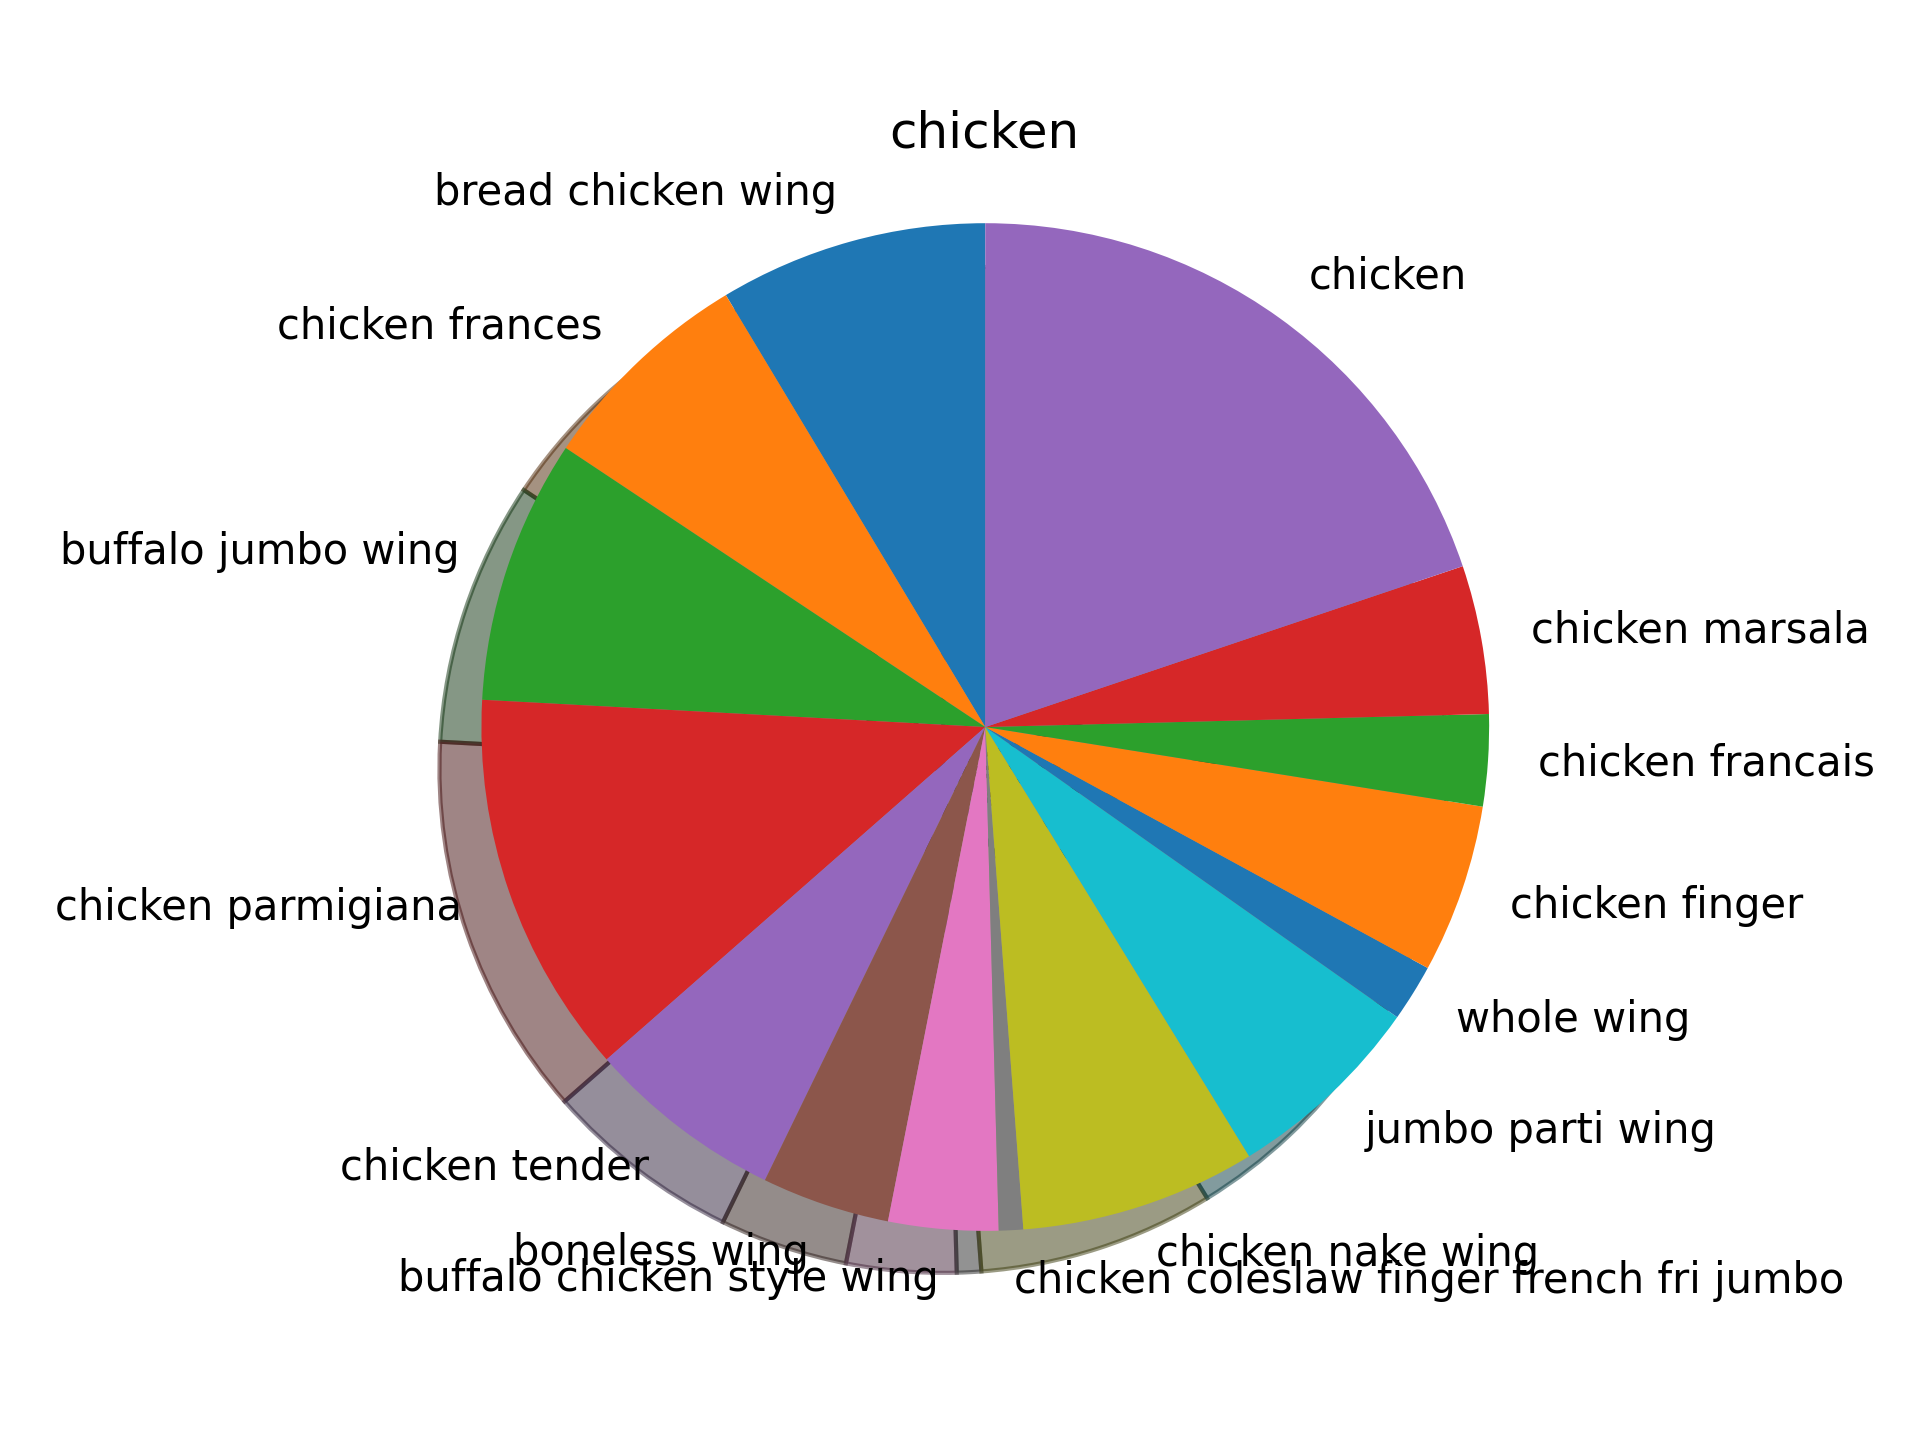 chicken
bread chicken wing
chicken
chicken frances
buffalo jumbo wing
chicken marsala
chicken francais
chicken parmigiana
chicken finger
whole wing
jumbo parti wing
chicken tender
boneless wing
chicken nake wing
buffalo chicken style wing
chicken coleslaw finger french fri jumbo